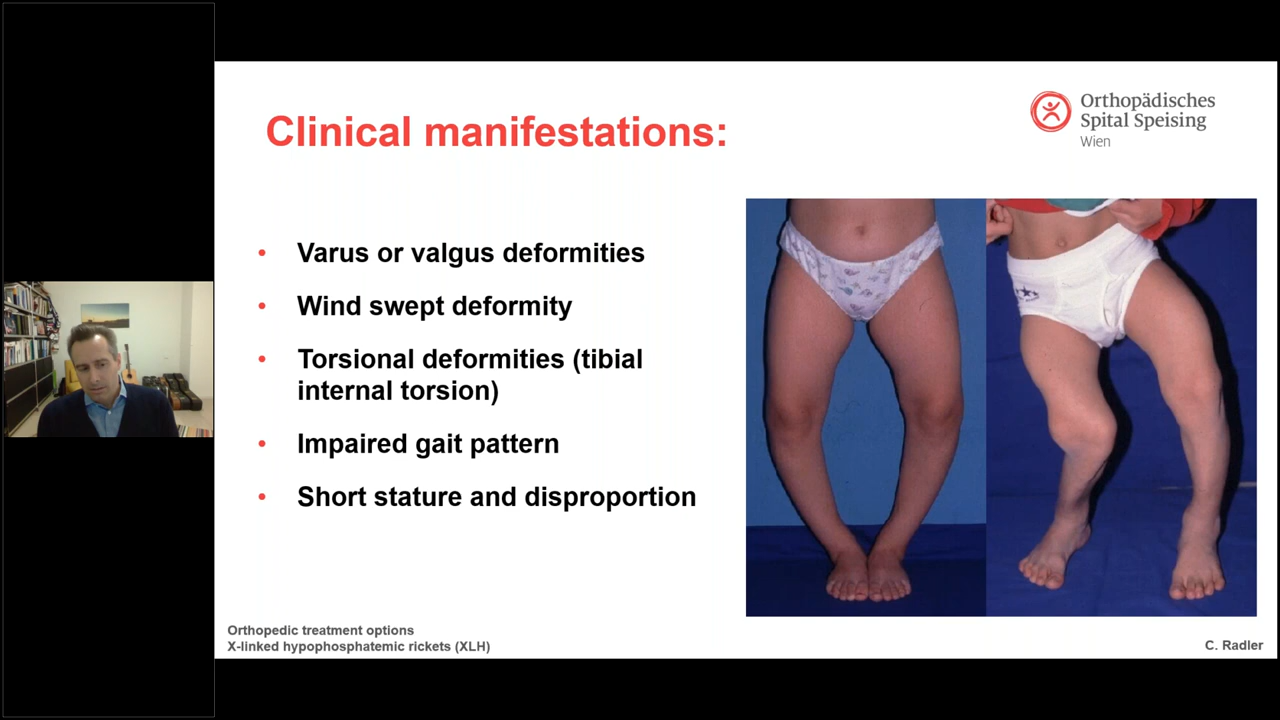 Clinical manifestations:
Orthopädisches
Spital Speising
Wien
• Varus or valgus deformities
• Wind swept deformity
• Torsional deformities (tibial
internal torsion)
• Impaired gait pattern
• Short stature and disproportion
Orthopedic treatment options
X-linked hypophosphatemic rickets (XLH)
C. Radler